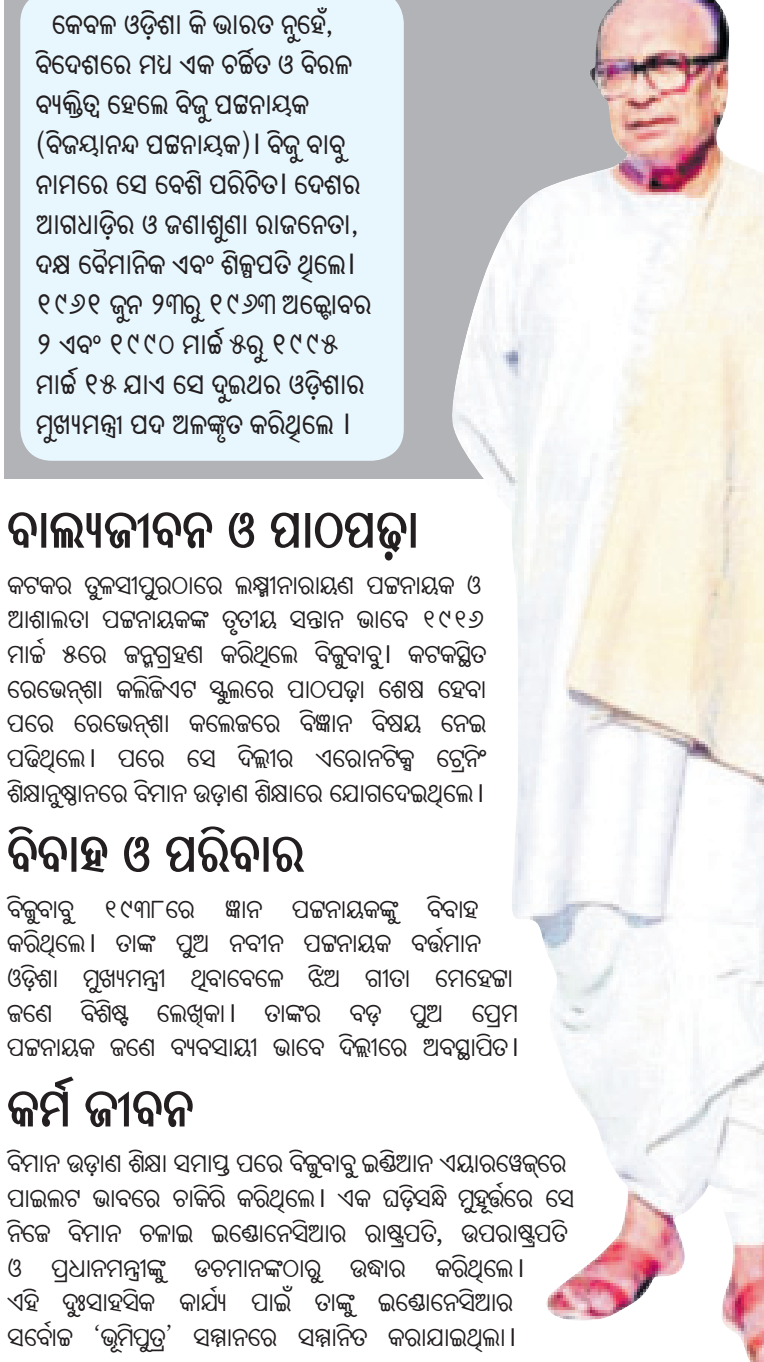 କେବଳ ଓଡ଼ିଶା କି ଭାରତ ନୁହେଁ,
ବିଦେଶରେ ମଧ୍ୟ ଏକ ଚର୍ଚ୍ଚିତ ଓ ବିରଳ
ବ୍ୟକ୍ତିତ୍ୱ ହେଲେ ବିଜୁ ପଟ୍ଟନାୟକ
(ବିଜୟାନନ୍ଦ ପଟ୍ଟନାୟକ)। ବିଜୁ ବାବୁ
ନାମରେ ସେ ବେଶି ପରିଚିତ। ଦେଶର
ଆଗଧାଡ଼ିର ଓ ଜଣାଶୁଣା ରାଜନେତା,
ଦକ୍ଷ ବୈମାନିକ ଏବଂ ଶିଳ୍ପପତି ଥିଲେ।
୧୯୬୧ ଜୁନ ୨୩ରୁ ୧୯୬୩ ଅକ୍ଟୋବର
୨ ଏବଂ ୧୯୯୦ ମାର୍ଚ୍ଚ ୫ରୁ ୧୯୯୫
ମାର୍ଚ୍ଚ ୧୫ ଯାଏ ସେ ଦୁଇଥର ଓଡ଼ିଶାର
ମୁଖ୍ୟମନ୍ତ୍ରୀ ପଦ ଅଳଙ୍କୃତ କରିଥିଲେ ।
ବାଲ୍ୟଜୀବନ ଓ ପାଠପଢ଼ା
କଟକର ତୁଳସୀପୁରଠାରେ ଲକ୍ଷ୍ମୀନାରାୟଣ ପଟ୍ଟନାୟକ ଓ
ଆଶାଲତା ପଟ୍ଟନାୟକଙ୍କ ତୃତୀୟ ସନ୍ତାନ ଭାବେ ୧୯୧୬
ମାର୍ଚ୍ଚ ୫ରେ ଜନ୍ମଗ୍ରହଣ କରିଥିଲେ ବିଜୁବାବୁ। କଟକସ୍ଥିତ
ରେଭେନ୍‌ଶା କଲିଜିଏଟ ସ୍କୁଲରେ ପାଠପଢ଼ା ଶେଷ ହେବା
ପରେ ରେଭେନ୍‌ଶା କଲେଜରେ ବିଜ୍ଞାନ ବିଷୟ ନେଇ
ପଢିଥିଲେ। ପରେ ସେ ଦିଲ୍ଲୀର ଏରୋନଟିକ୍ସ ଟ୍ରେନିଂ
ଶିକ୍ଷାନୁଷ୍ଠାନରେ ବିମାନ ଉଡ଼ାଣ ଶିକ୍ଷାରେ ଯୋଗଦେଇଥିଲେ।
ବିବାହ ଓ ପରିବାର
ବିଜୁବାବୁ ୧୯୩୮ରେ ଜ୍ଞାନ ପଟ୍ଟନାୟକଙ୍କୁ ବିବାହ
କରିଥିଲେ। ତାଙ୍କ ପୁଅ ନବୀନ ପଟ୍ଟନାୟକ ବର୍ତ୍ତମାନ
ଓଡ଼ିଶା ମୁଖ୍ୟମନ୍ତ୍ରୀ ଥିବାବେଳେ ଝିଅ ଗୀତା ମେହେଟ୍ଟା
ଜଣେ ବିଶିଷ୍ଟ ଲେଖିକା। ତାଙ୍କର ବଡ଼ ପୁଅ ପ୍ରେମ
ପଟ୍ଟନାୟକ ଜଣେ ବ୍ୟବସାୟୀ ଭାବେ ଦିଲ୍ଲୀରେ ଅବସ୍ଥାପିତ।
କର୍ମ ଜୀବନ
ବିମାନ ଉଡ଼ାଣ ଶିକ୍ଷା ସମାପ୍ତ ପରେ ବିଜୁବାବୁ ଇଣ୍ଡିଆନ ଏୟାରୱେଜ୍‌ରେ
ପାଇଲଟ ଭାବରେ ଚାକିରି କରିଥିଲେ। ଏକ ଘଡ଼ିସନ୍ଧି ମୁହୂର୍ତ୍ତରେ ସେ
ନିଜେ ବିମାନ ଚଳାଇ ଇଣ୍ଡୋନେସିଆର ରାଷ୍ଟ୍ରପତି, ଉପରାଷ୍ଟ୍ରପତି
ଓ ପ୍ରଧାନମନ୍ତ୍ରୀଙ୍କୁ ଡଚମାନଙ୍କଠାରୁ ଉଦ୍ଧାର କରିଥିଲେ।
ଏହି ଦୁଃସାହସିକ କାର୍ଯ୍ୟ ପାଇଁ ତାଙ୍କୁ ଇଣ୍ଡୋନେସିଆର
ସର୍ବୋଚ୍ଚ ‘ଭୂମିପୁତ୍ର’ ସମ୍ମାନରେ ସମ୍ମାନିତ କରାଯାଇଥିଲା।